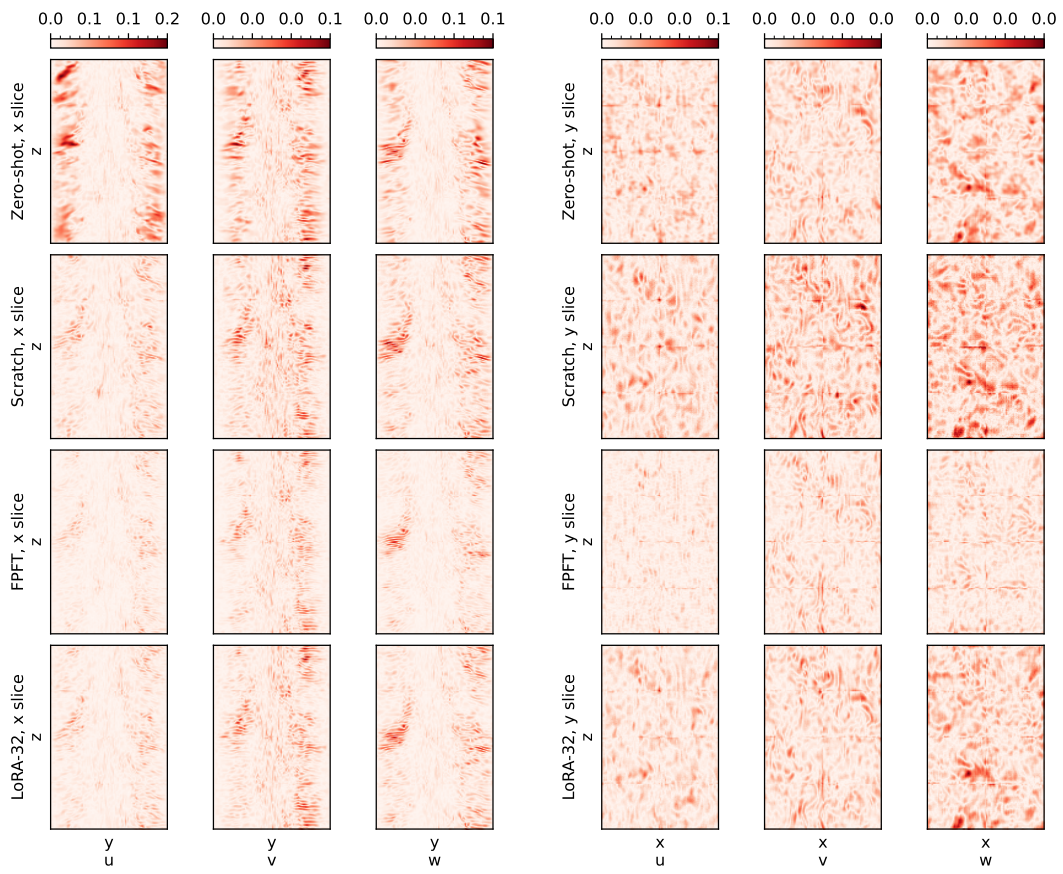 0.0 0.1 0.1 0.2 0.0 0.0 0.0 0.1 0.0 0.0 0.1 0.1 0.0 0.0 0.0 0.1 0.0 0.0 0.0 0.0 0.0 0.0 0.0 0.0
Zero-shot, x slice
z
Zero-shot, y slice
z
Scratch, x slice
z
Scratch, y slice
z
FPFT, x slice
z
FPFT, y slice
z
LoRA-32, x slice
z
LoRA-32, y slice
z
y y y x x x
u v w u v w